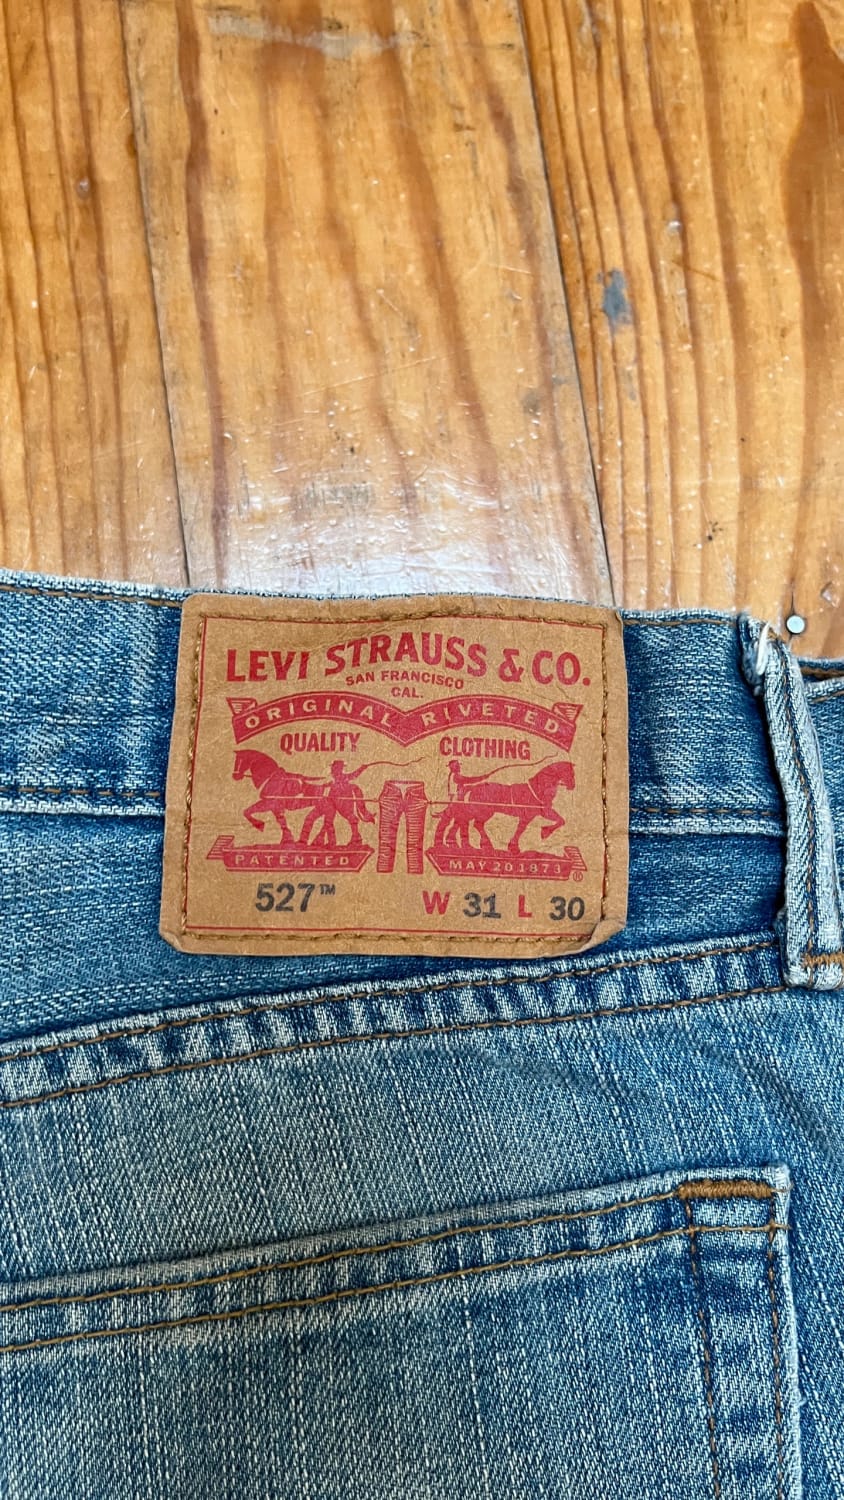 LEVI STRAUSS & CO.
SAN FRANCISCO
CAL.
ORIGINAL RIVETED
QUALITY CLOTHING
PATENTED MAY 20 1873 ®
527™ W 31 L 30